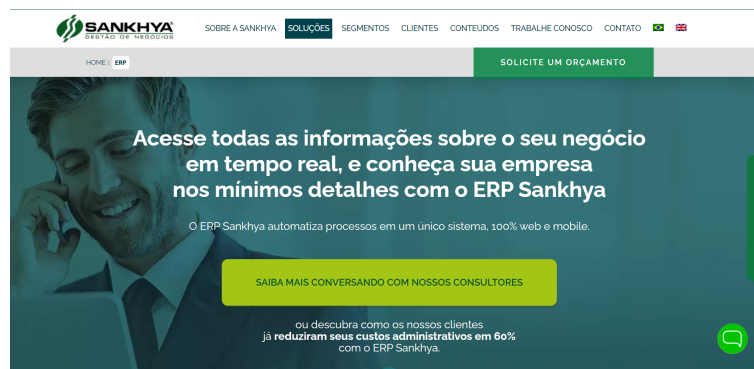 SANKHYA
GESTÃO DE NEGÓCIOS
SOBRE A SANKHYA SOLUÇÕES SEGMENTOS CLIENTES CONTEÚDOS TRABALHE CONOSCO CONTATO
HOME | ERP
SOLICITE UM ORÇAMENTO
Acesse todas as informações sobre o seu negócio
em tempo real, e conheça sua empresa
nos mínimos detalhes com o ERP Sankhya
O ERP Sankhya automatiza processos em um único sistema, 100% web e mobile.
SAIBA MAIS CONVERSANDO COM NOSSOS CONSULTORES
ou descubra como os nossos clientes
já reduziram seus custos administrativos em 60%
com o ERP Sankhya.